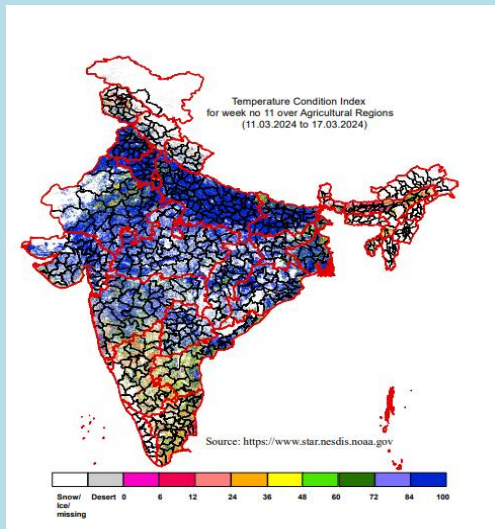 Temperature Condition Index
for week no 11 over Agricultural Regions
(11.03.2024 to 17.03.2024)
Source: https://www.star.nesdis.noaa.gov
Snow/ Desert 0 6 12 24 36 48 60 72 84 100
Ice/
missing